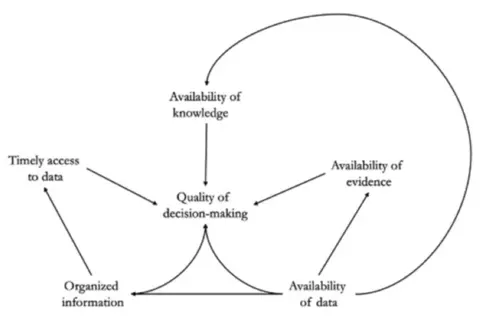 Availability of
knowledge
Timely access
to data
Availability of
evidence
Quality of
decision-making
Organized
information
Availability
of data